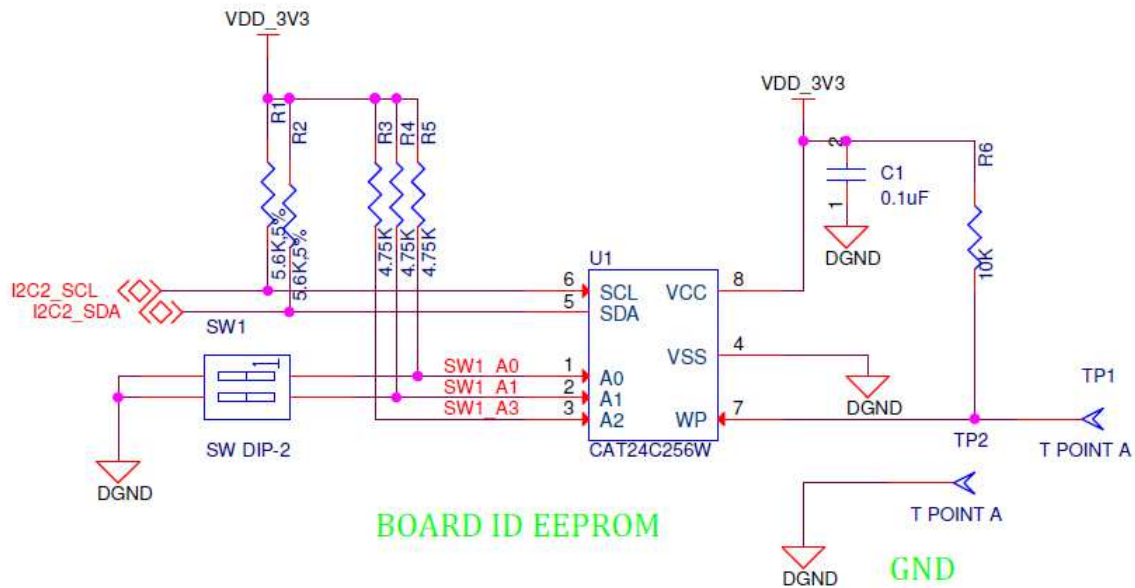 VDD_3V3
VDD_3V3
R1
R2
R3
R4
R5
R6
5.6K,5%
5.6K,5%
4.75K
4.75K
4.75K
2
C1
0.1uF
1
10K
DGND
I2C2_SCL
I2C2_SDA
U1
6
SCL
VCC
8
5
SDA
SW1
1
VSS
4
SW1_A0
1
A0
SW1_A1
2
A1
SW1_A3
3
A2
WP
7
DGND
TP1
TP2
T POINT A
SW DIP-2
CAT24C256W
DGND
T POINT A
BOARD ID EEPROM
DGND
GND